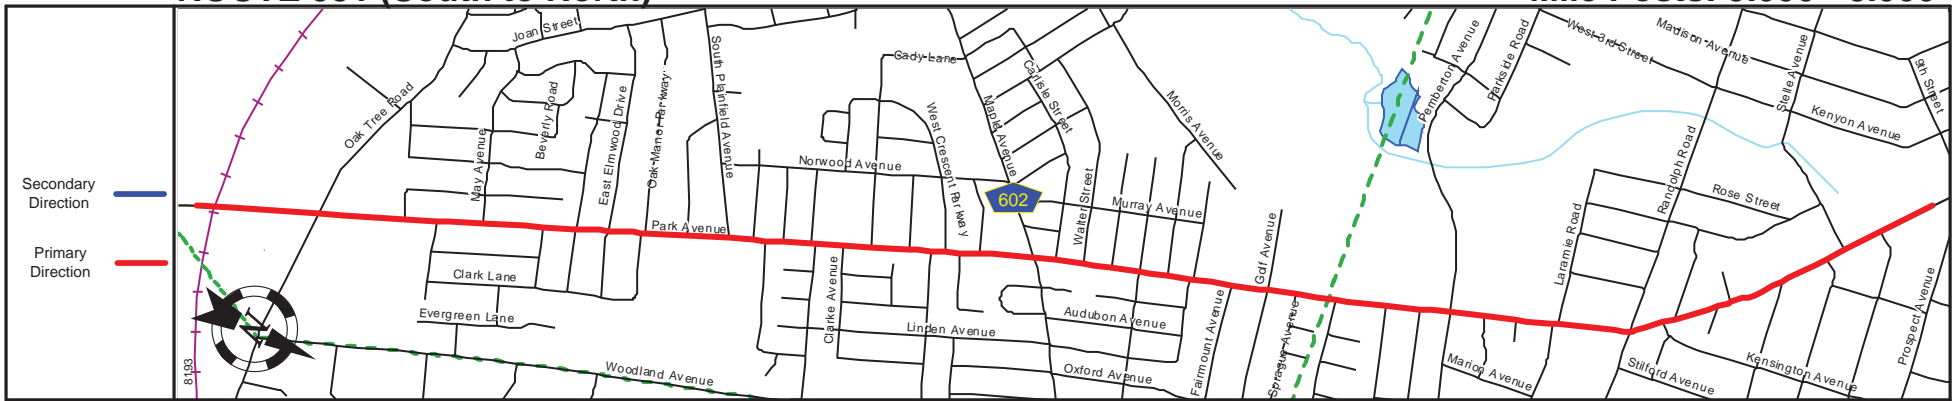 Secondary
Direction
Primary
Direction
Joan Street
Oak Tree Road
May Avenue
Beverly Road
East Elmwood Drive
Oak Manor Parkway
South Plainfield Avenue
Cady Lane
Norwood Avenue
West Crescent Parkway
Maple Avenue
Carlisle Street
Morris Avenue
602
Walter Street
Murray Avenue
Park Avenue
Clark Lane
Evergreen Lane
Clarke Avenue
Linden Avenue
Audubon Avenue
Oxford Avenue
Woodland Avenue
Fairmount Avenue
Golf Avenue
Sprague Avenue
Pemberton Avenue
Parkside Road
West 3rd Street
Madison Avenue
Stelle Avenue
9th Street
Kenyon Avenue
Randolph Road
Rose Street
Laramie Road
Marion Avenue
Stilford Avenue
Kensington Avenue
Prospect Avenue
8193
N